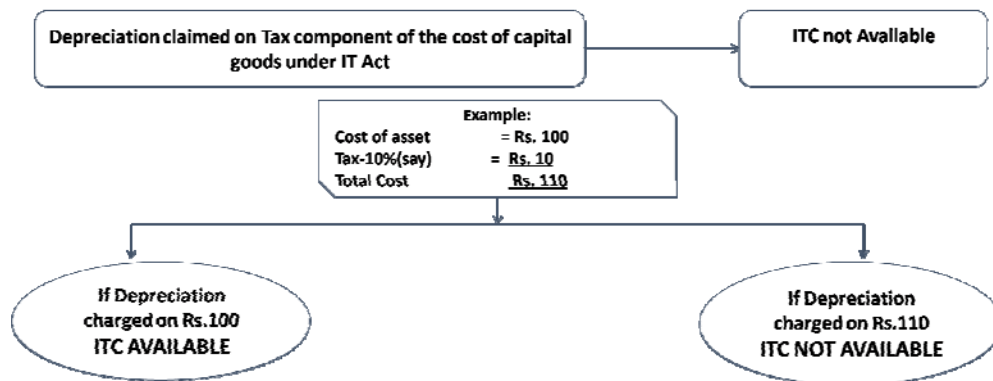 Depreciation claimed on Tax component of the cost of capital
goods under IT Act
ITC not Available
Example:
Cost of asset = Rs. 100
Tax-10%(say) = Rs. 10
Total Cost Rs. 110
If Depreciation
charged on Rs.100
ITC AVAILABLE
If Depreciation
charged on Rs.110
ITC NOT AVAILABLE